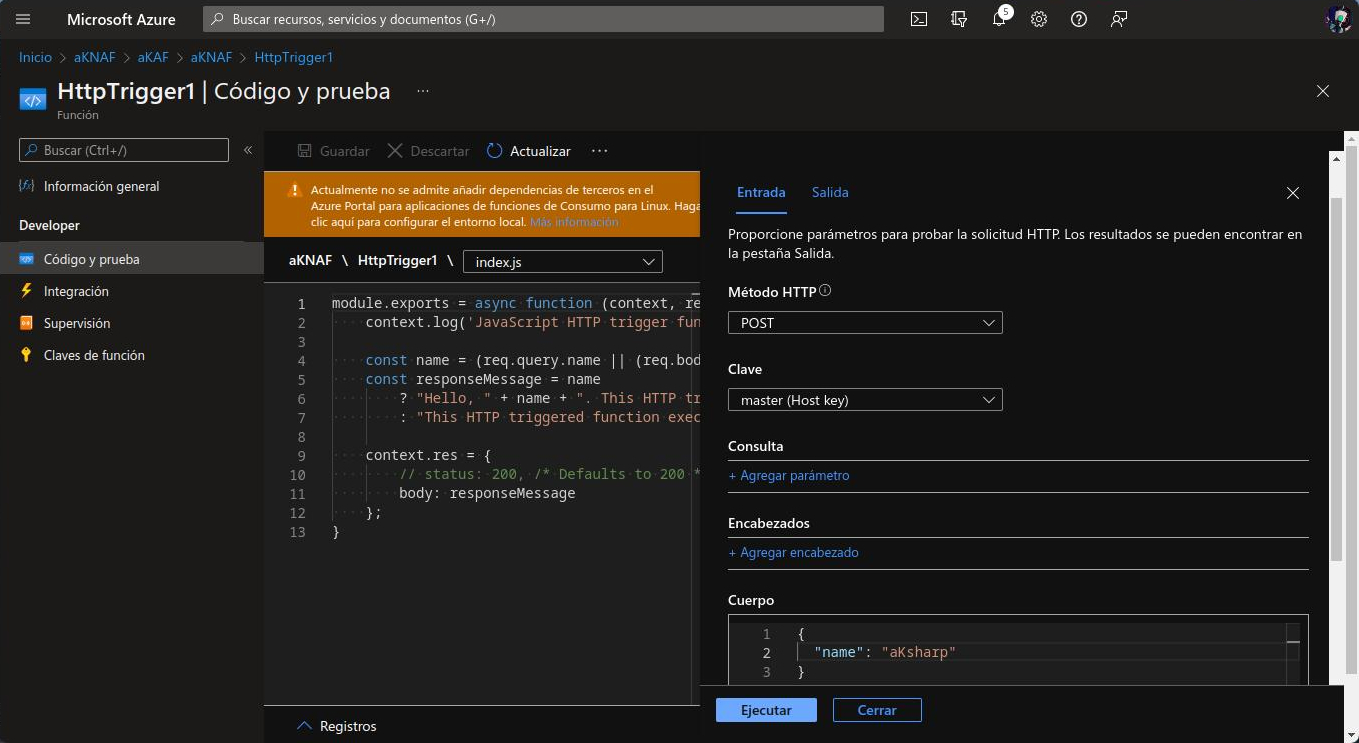 Microsoft Azure
Buscar recursos, servicios y documentos (G+/)
5
Inicio > aKNAF > aKAF > aKNAF > HttpTrigger1
HttpTrigger1 | Código y prueba ...
Función
Buscar (Ctrl+/)
«
Información general
Developer
Código y prueba
Integración
Supervisión
Claves de función
Guardar Descartar Actualizar ...
Actualmente no se admite añadir dependencias de terceros en el
Azure Portal para aplicaciones de funciones de Consumo para Linux. Haga
clic aquí para configurar el entorno local. Más información
aKNAF \ HttpTrigger1 \ index.js
1 module.exports = async function (context, re
2 context.log('JavaScript HTTP trigger fun
3
4 const name = (req.query.name || (req.bod
5 const responseMessage = name
6 ? "Hello, " + name + ". This HTTP tr
7 : "This HTTP triggered function exec
8
9 context.res = {
10 // status: 200, /* Defaults to 200 *
11 body: responseMessage
12 };
13 }
Registros
Entrada Salida
Proporcione parámetros para probar la solicitud HTTP. Los resultados se pueden encontrar en
la pestaña Salida.
Método HTTP
POST
Clave
master (Host key)
Consulta
+ Agregar parámetro
Encabezados
+ Agregar encabezado
Cuerpo
1 {
2 "name": "aKsharp"
3 }
Ejecutar Cerrar